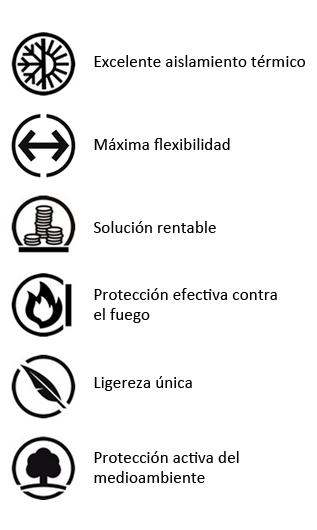 Excelente aislamiento térmico
Máxima flexibilidad
Solución rentable
Protección efectiva contra
el fuego
Ligereza única
Protección activa del
medioambiente